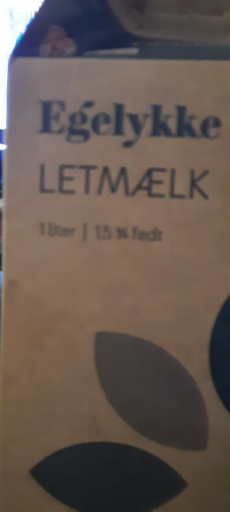 Egelykke
LETMÆLK
1 liter | 1,5 % fedt